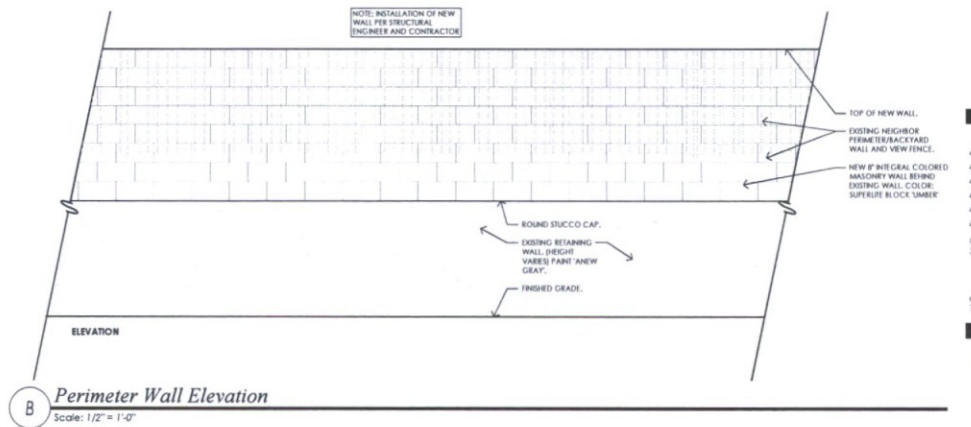 NOTE: INSTALLATION OF NEW
WALL PER STRUCTURAL
ENGINEER AND CONTRACTOR
TOP OF NEW WALL.
EXISTING NEIGHBOR
PERIMETER/BACKYARD
WALL AND VIEW FENCE.
NEW 8" INTEGRAL COLORED
MASONRY WALL BEHIND
EXISTING WALL. COLOR:
SUPERLITE BLOCK 'UMBER'
ROUND STUCCO CAP.
EXISTING RETAINING
WALL. (HEIGHT
VARIES) PAINT 'ANEW
GRAY'.
FINISHED GRADE.
ELEVATION
B
Perimeter Wall Elevation
Scale: 1/2" = 1'-0"